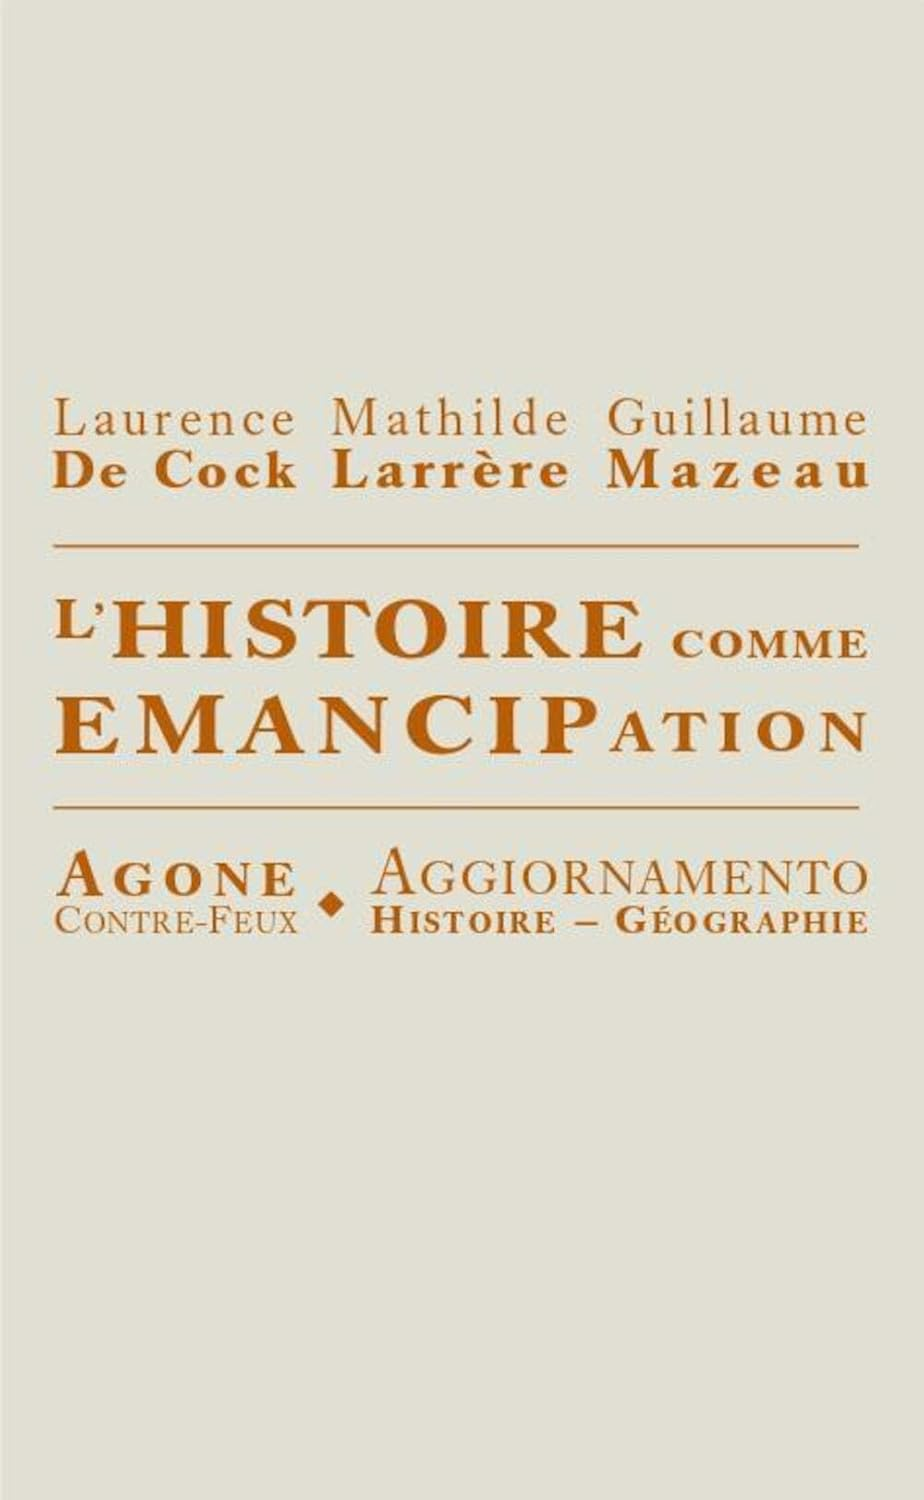 Laurence Mathilde Guillaume
De Cock Larrère Mazeau
L'HISTOIRE COMME
EMANCIPATION
AGONE ◆ AGGIORNAMENTO
CONTRE-FEUX HISTOIRE – GÉOGRAPHIE